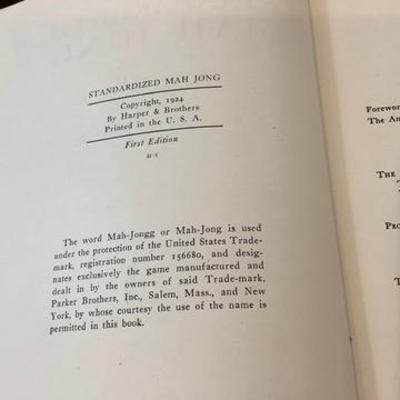 STANDARDIZED MAH JONG
Copyright, 1924
By Harper & Brothers
Printed in the U. S. A.
First Edition
The word Mah-Jongg or Mah-Jong is used
under the protection of the United States Trade-
mark, registration number 156680, and desig-
nates exclusively the game manufactured and
dealt in by the owners of said Trade-mark,
Parker Brothers, Inc., Salem, Mass., and New
York, by whose courtesy the use of the name is
permitted in this book.
Forewo
The An
THE
PRO
T